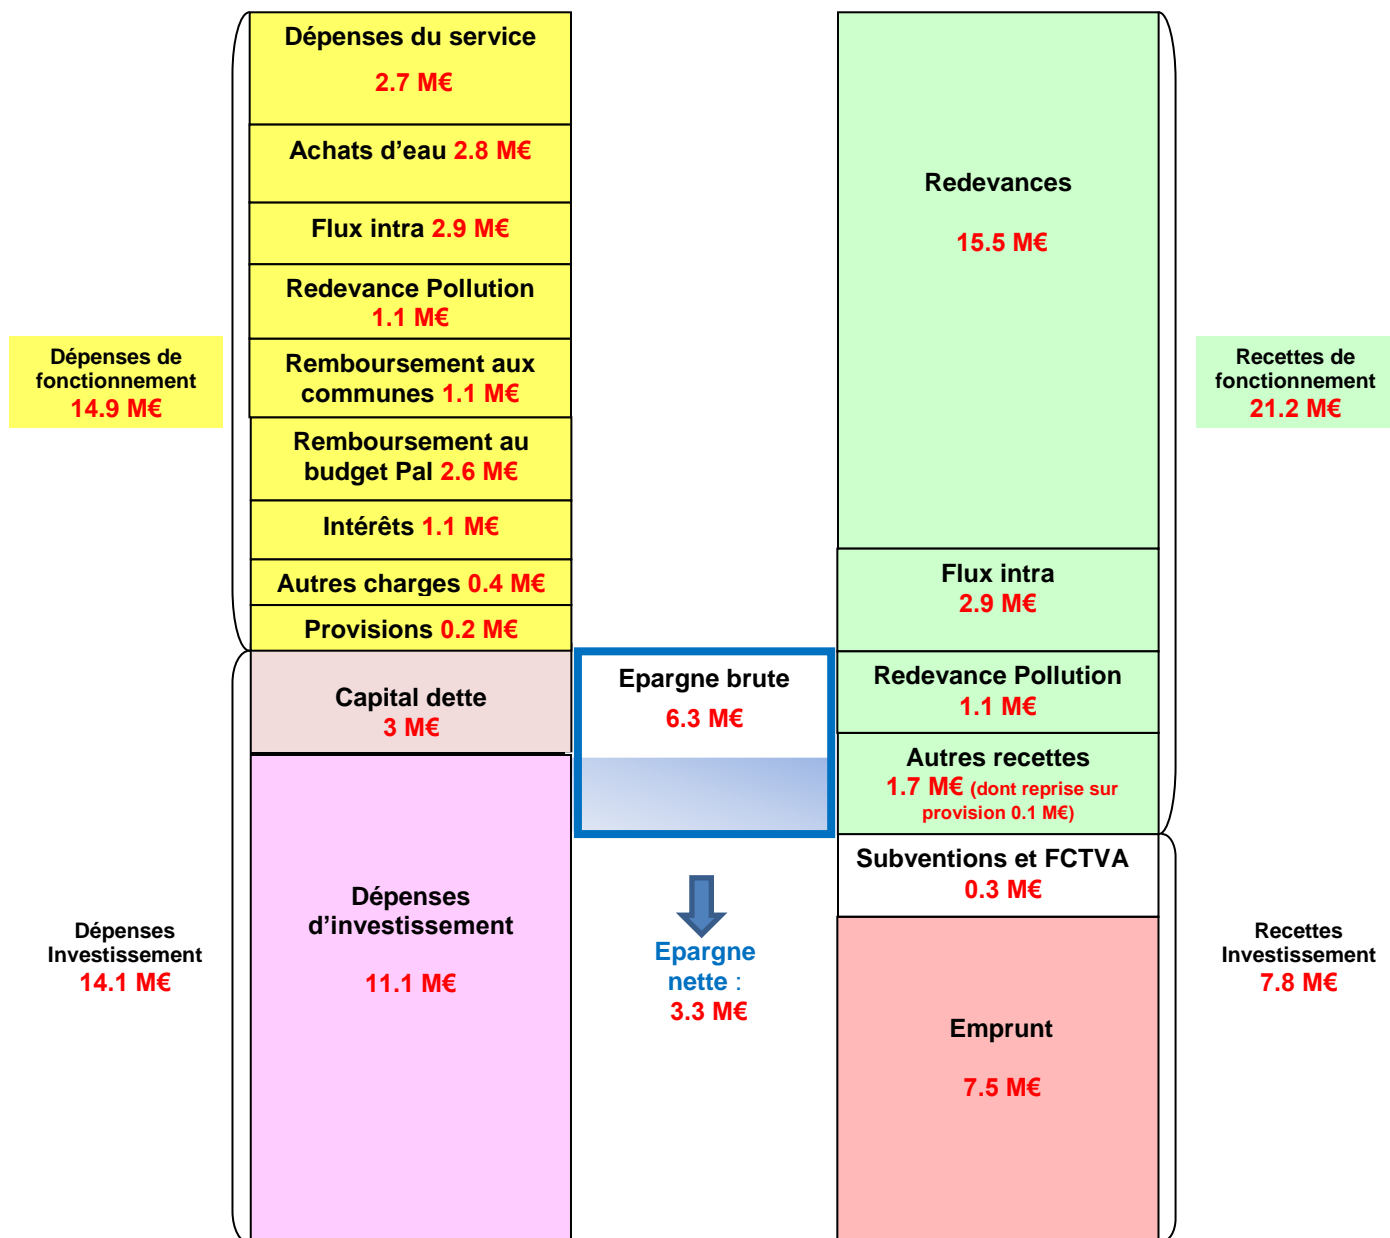 Dépenses du service
2.7 M€
Achats d'eau 2.8 M€
Flux intra 2.9 M€
Redevance Pollution
1.1 M€
Remboursement aux
communes 1.1 M€
Remboursement au
budget Pal 2.6 M€
Intérêts 1.1 M€
Autres charges 0.4 M€
Provisions 0.2 M€
Dépenses de
fonctionnement
14.9 M€
Capital dette
3 M€
Dépenses
d’investissement
11.1 M€
Dépenses
Investissement
14.1 M€
Epargne brute
6.3 M€
Epargne
nette :
3.3 M€
Redevances
15.5 M€
Flux intra
2.9 M€
Redevance Pollution
1.1 M€
Autres recettes
1.7 M€ (dont reprise sur
provision 0.1 M€)
Recettes de
fonctionnement
21.2 M€
Subventions et FCTVA
0.3 M€
Emprunt
7.5 M€
Recettes
Investissement
7.8 M€